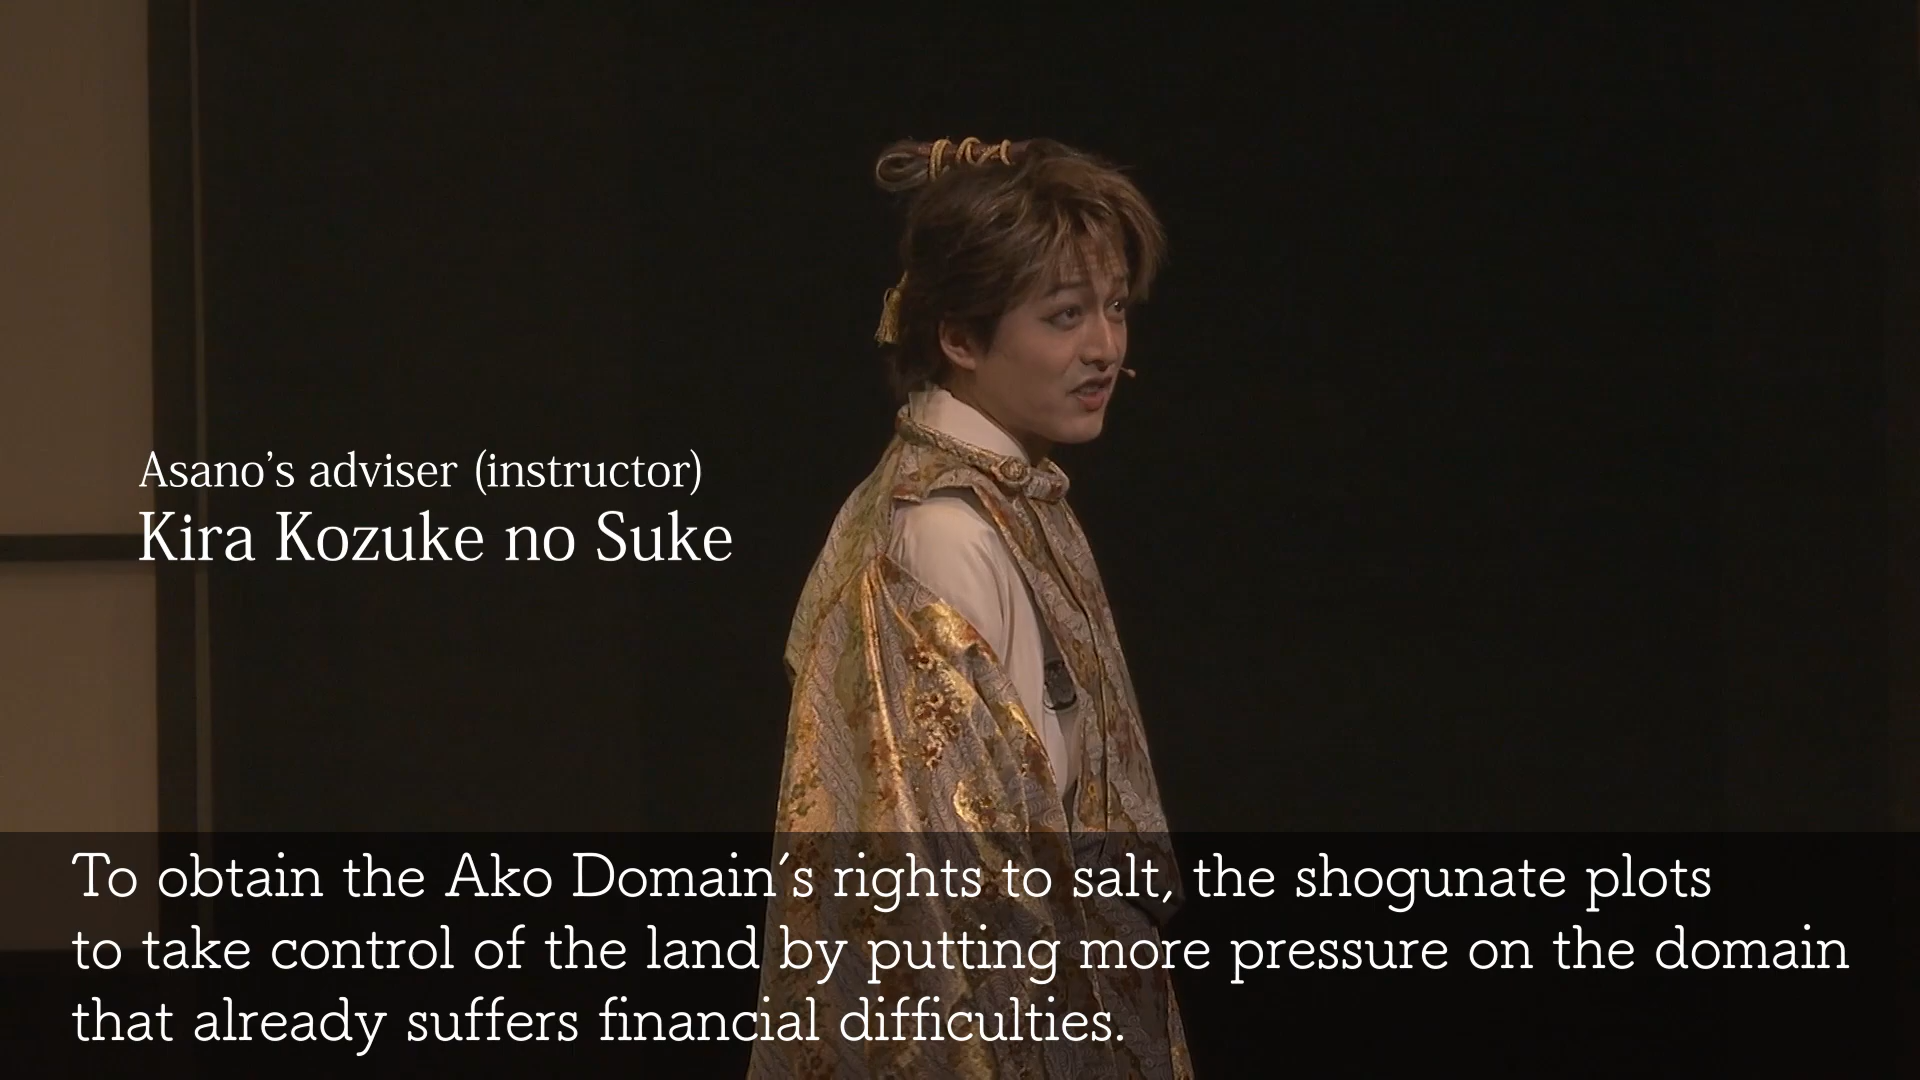 Asano’s adviser (instructor)
Kira Kozuke no Suke
To obtain the Ako Domain's rights to salt, the shogunate plots
to take control of the land by putting more pressure on the domain
that already suffers financial difficulties.